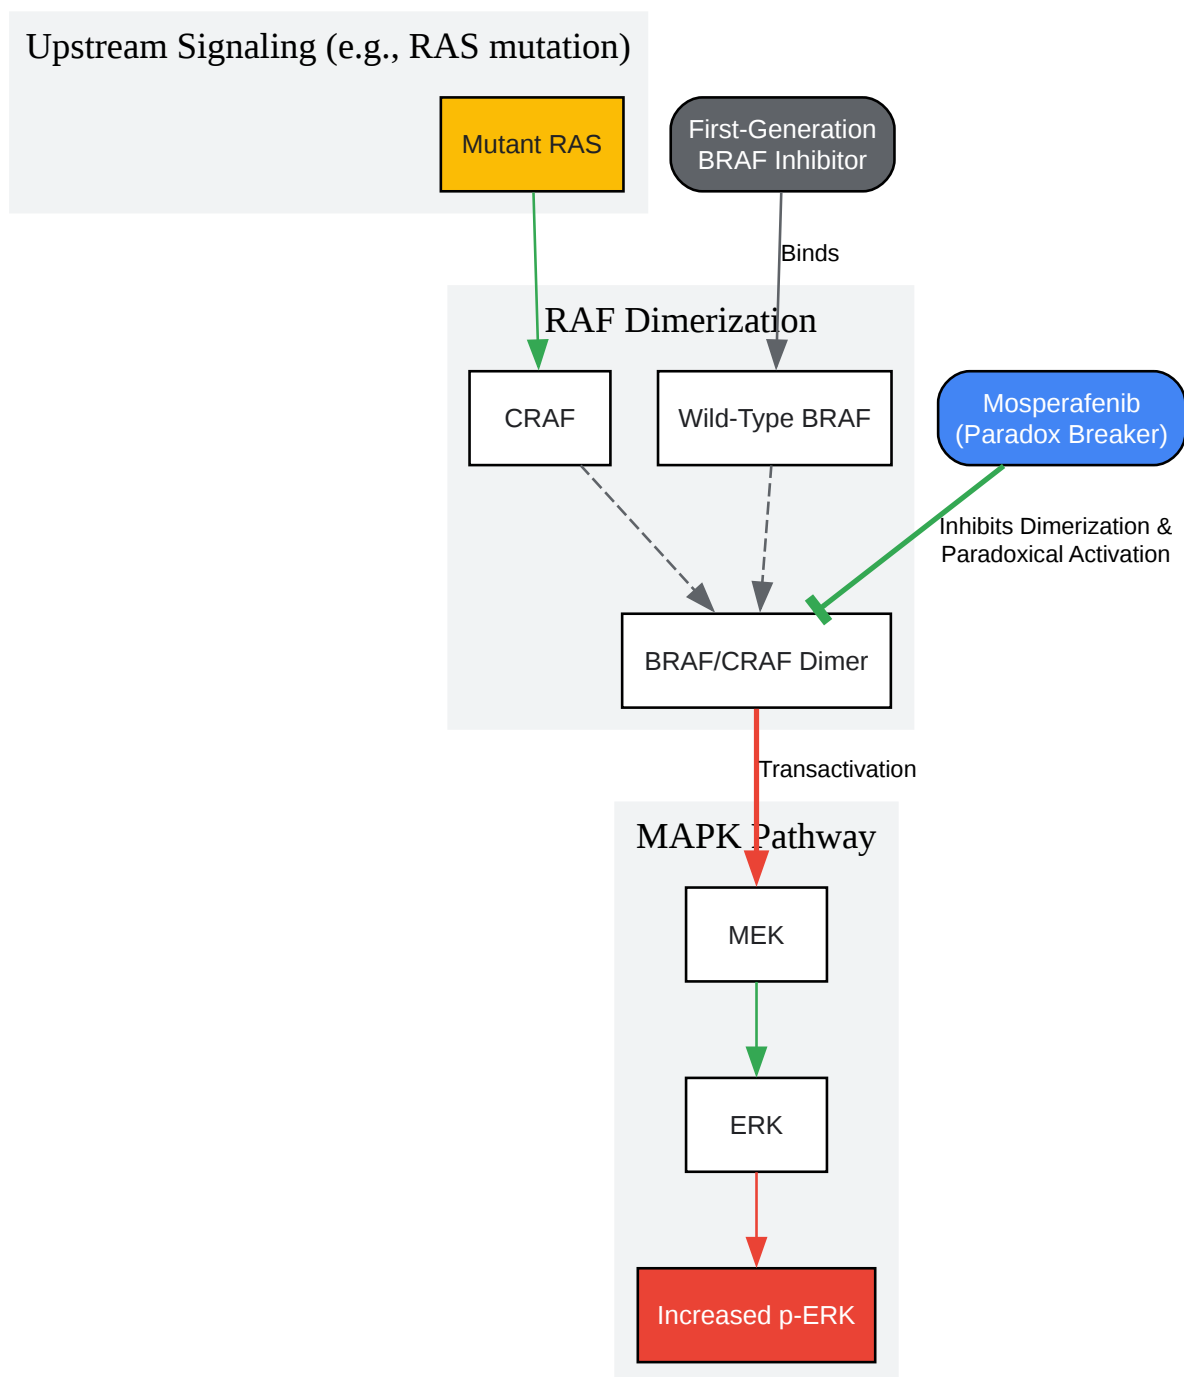 Upstream Signaling (e.g., RAS mutation)
Mutant RAS
First-Generation
BRAF Inhibitor
Binds
RAF Dimerization
CRAF
Wild-Type BRAF
Mosperafenib
(Paradox Breaker)
Inhibits Dimerization &
Paradoxical Activation
BRAF/CRAF Dimer
Transactivation
MAPK Pathway
MEK
ERK
Increased p-ERK